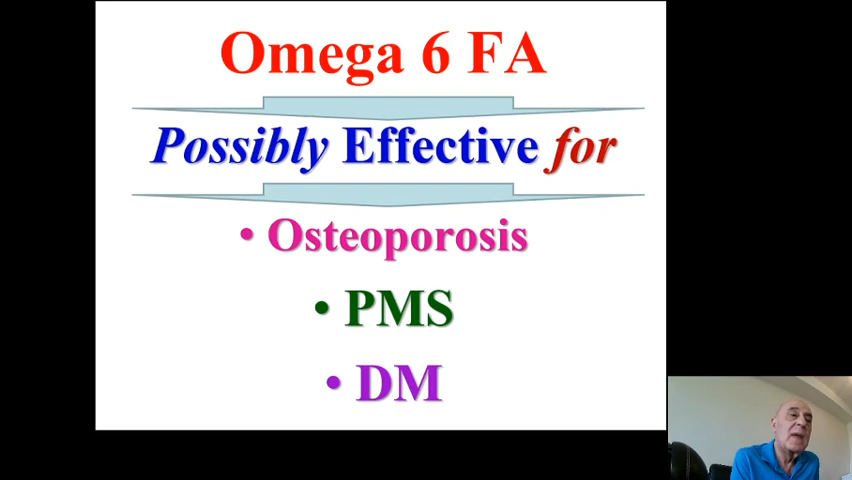 Omega 6 FA
Possibly Effective for
• Osteoporosis
• PMS
• DM